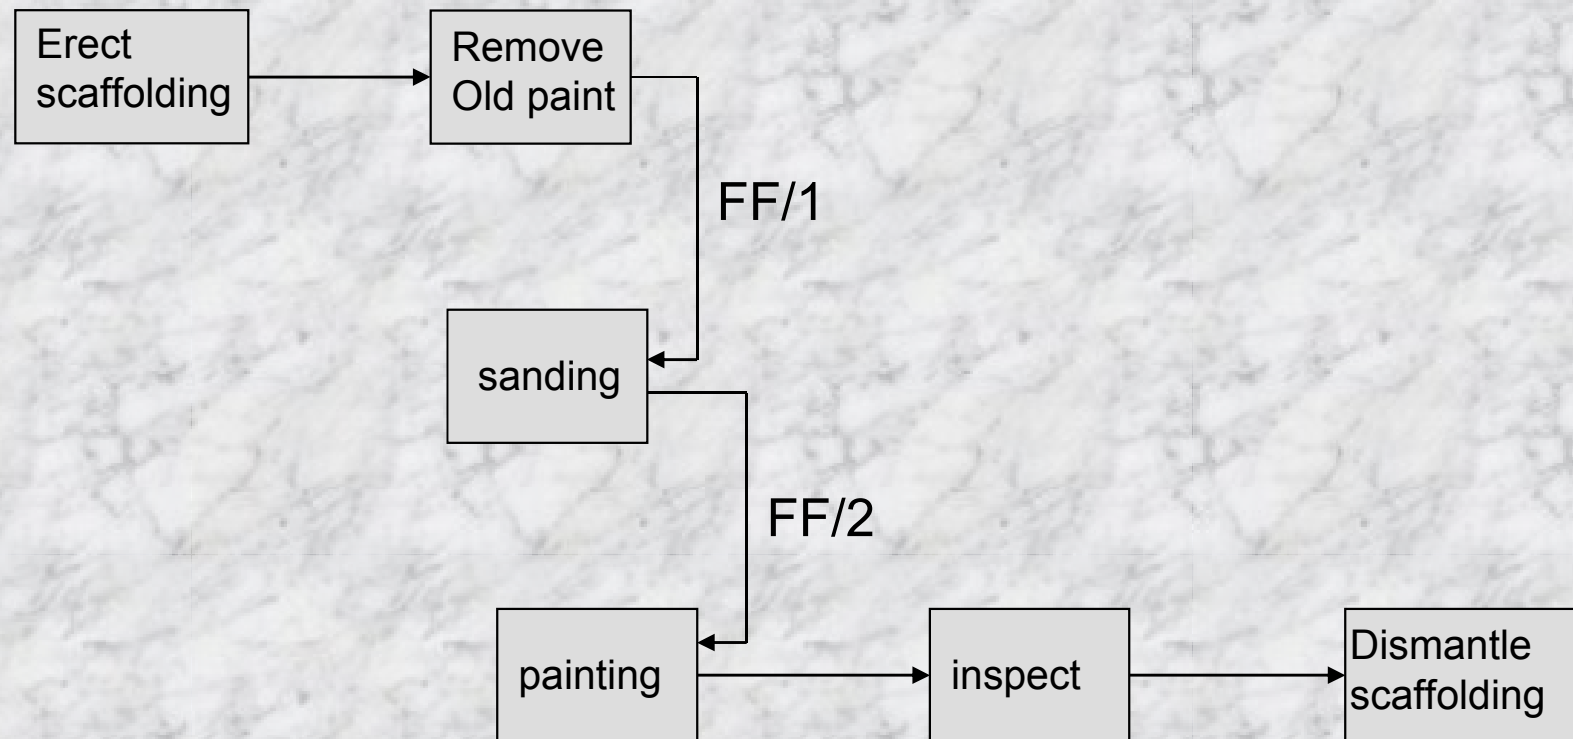 Erect
scaffolding
Remove
Old paint
FF/1
sanding
FF/2
painting
inspect
Dismantle
scaffolding